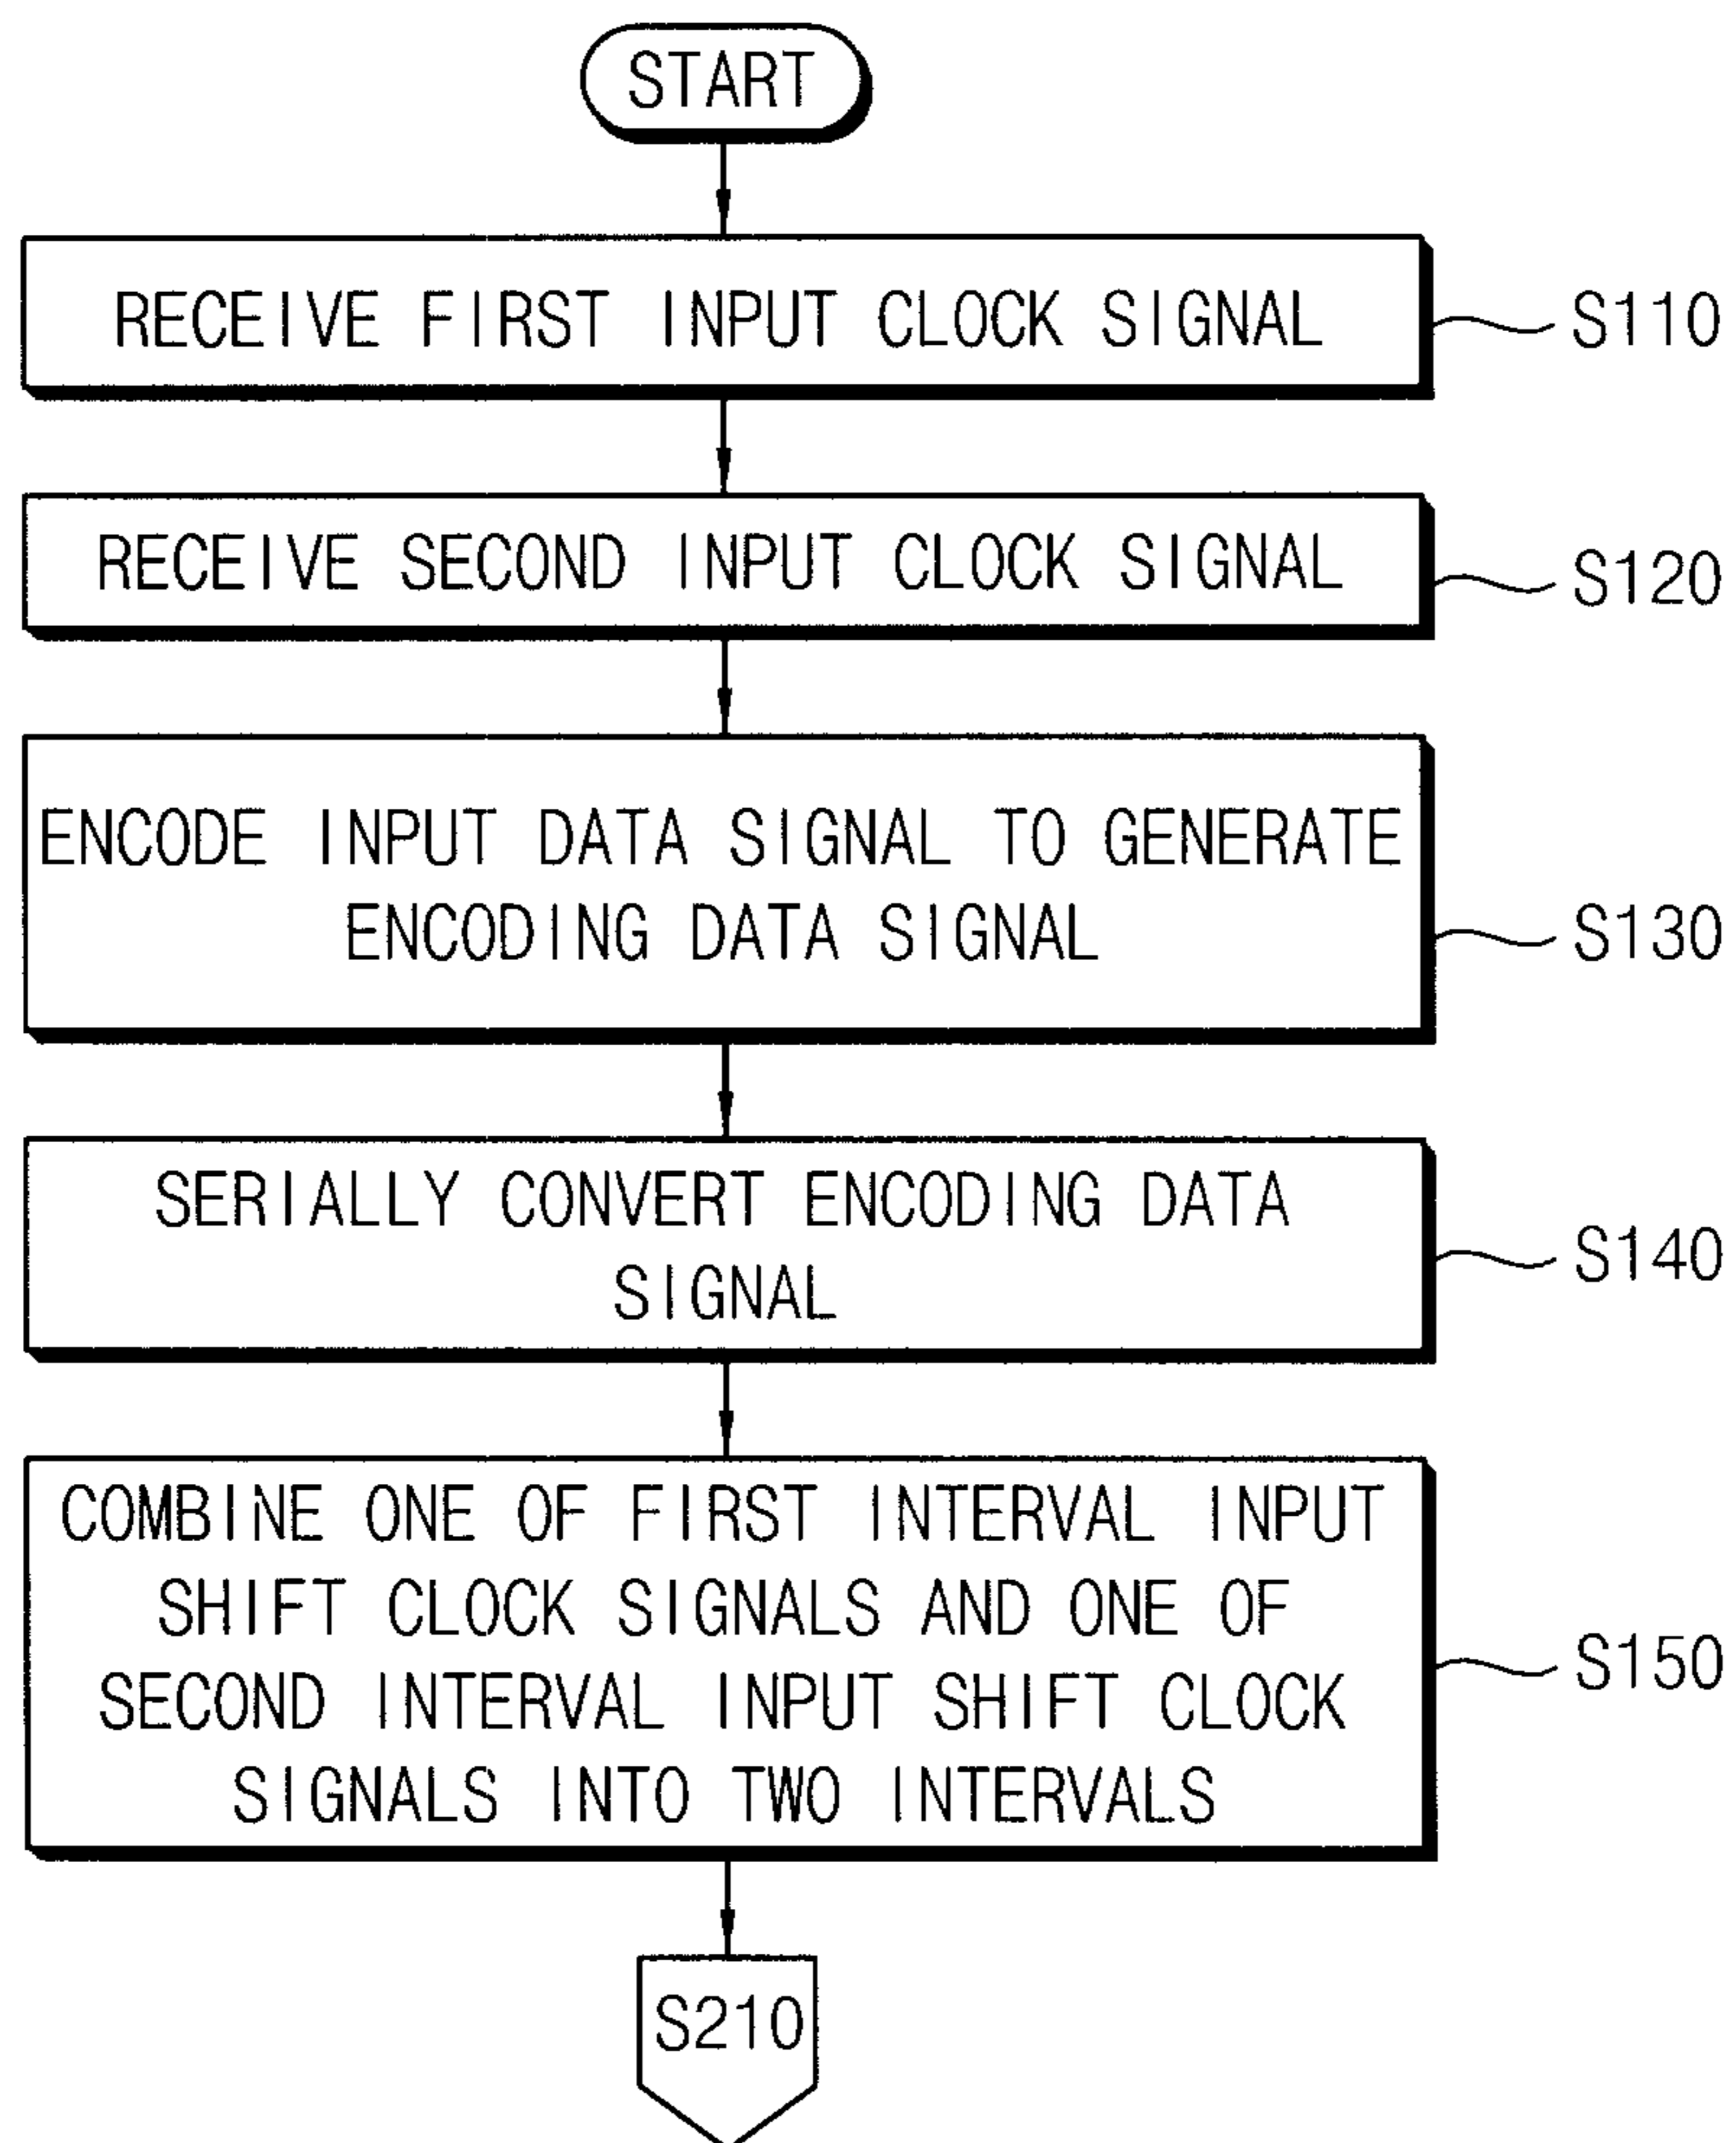 START
RECEIVE FIRST INPUT CLOCK SIGNAL
S110
RECEIVE SECOND INPUT CLOCK SIGNAL
S120
ENCODE INPUT DATA SIGNAL TO GENERATE
ENCODING DATA SIGNAL
S130
SERIALLY CONVERT ENCODING DATA
SIGNAL
S140
COMBINE ONE OF FIRST INTERVAL INPUT
SHIFT CLOCK SIGNALS AND ONE OF
SECOND INTERVAL INPUT SHIFT CLOCK
SIGNALS INTO TWO INTERVALS
S150
S210